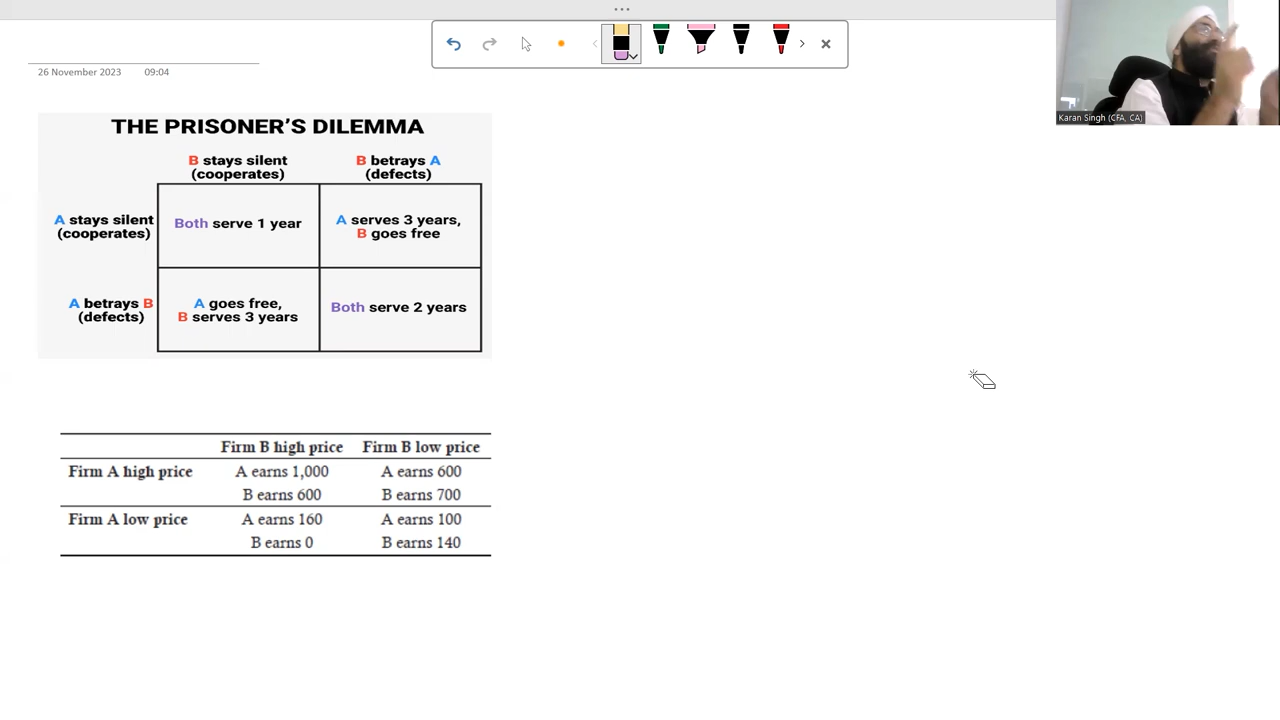 26 November 2023 09:04
Karan Singh (CFA, CA)
THE PRISONER'S DILEMMA
B stays silent B betrays A
(cooperates) (defects)
A stays silent
(cooperates)
Both serve 1 year
A serves 3 years,
B goes free
A betrays B
(defects)
A goes free,
B serves 3 years
Both serve 2 years
Firm B high price Firm B low price
Firm A high price A earns 1,000 A earns 600
B earns 600 B earns 700
Firm A low price A earns 160 A earns 100
B earns 0 B earns 140